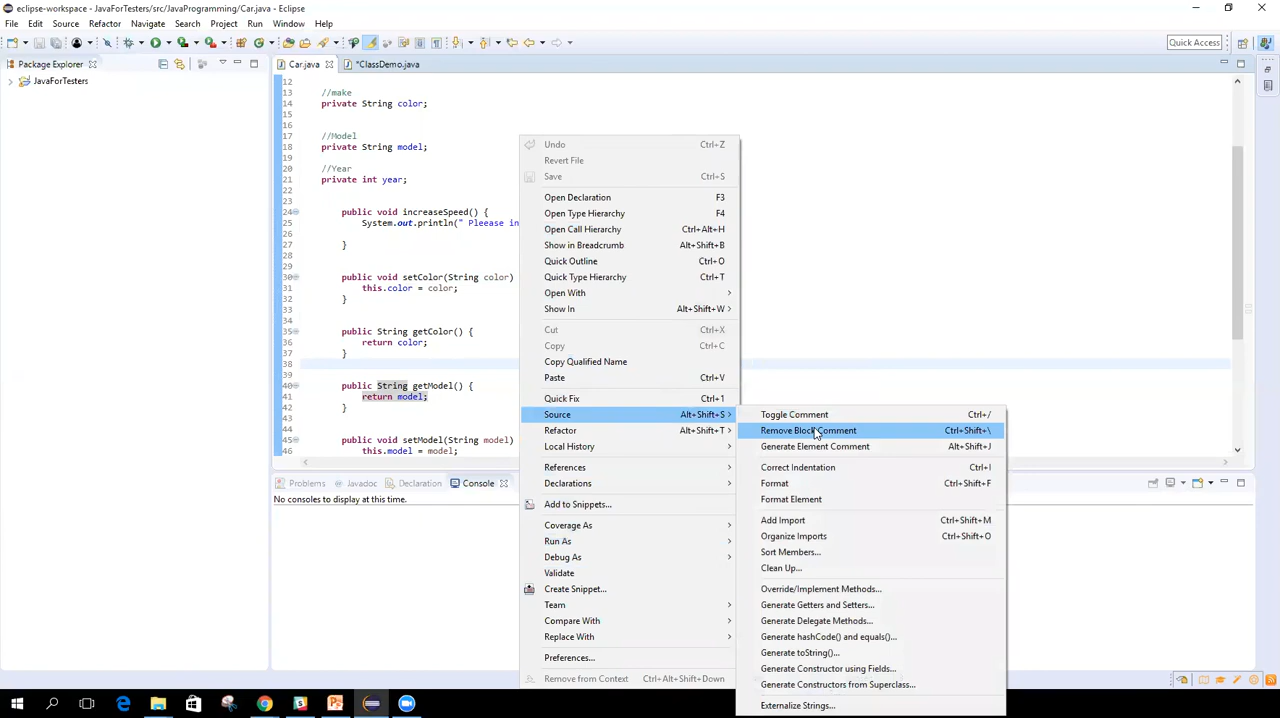 eclipse-workspace - JavaForTesters/src/JavaProgramming/Car.java - Eclipse
File Edit Source Refactor Navigate Search Project Run Window Help
Quick Access
Package Explorer
Car.java
*ClassDemo.java
JavaForTesters
12
13 //make
14 private String color;
15
16
17 //Model
18 private String model;
19
20 //Year
21 private int year;
22
23
24 public void increaseSpeed() {
25 System.out.println(" Pleease in
26
27 }
28
29
30 public void setColor(String color)
31 this.color = color;
32 }
33
34
35 public String getColor() {
36 return color;
37 }
38
39
40 public String getModel() {
41 return model;
42 }
43
44
45 public void setModel(String model)
46 this.model = model;
Undo Ctrl+Z
Revert File
Save Ctrl+S
Open Declaration F3
Open Type Hierarchy F4
Open Call Hierarchy Ctrl+Alt+H
Show in Breadcrumb Alt+Shift+B
Quick Outline Ctrl+O
Quick Type Hierarchy Ctrl+T
Open With
Show In Alt+Shift+W
Cut Ctrl+X
Copy Ctrl+C
Copy Qualified Name
Paste Ctrl+V
Quick Fix Ctrl+1
Source Alt+Shift+S
Refactor Alt+Shift+T
Local History
References
Declarations
Add to Snippets...
Coverage As
Run As
Debug As
Validate
Create Snippet...
Team
Compare With
Replace With
Preferences...
Remove from Context Ctrl+Alt+Shift+Down
Toggle Comment Ctrl+/
Remove Block Comment Ctrl+Shift+\
Generate Element Comment Alt+Shift+J
Correct Indentation Ctrl+I
Format Ctrl+Shift+F
Format Element
Add Import Ctrl+Shift+M
Organize Imports Ctrl+Shift+O
Sort Members...
Clean Up...
Override/Implement Methods...
Generate Getters and Setters...
Generate Delegate Methods...
Generate hashCode() and equals()...
Generate toString()...
Generate Constructor using Fields...
Generate Constructors from Superclass...
Externalize Strings...
Problems Javadoc Declaration Console
No consoles to display at this time.